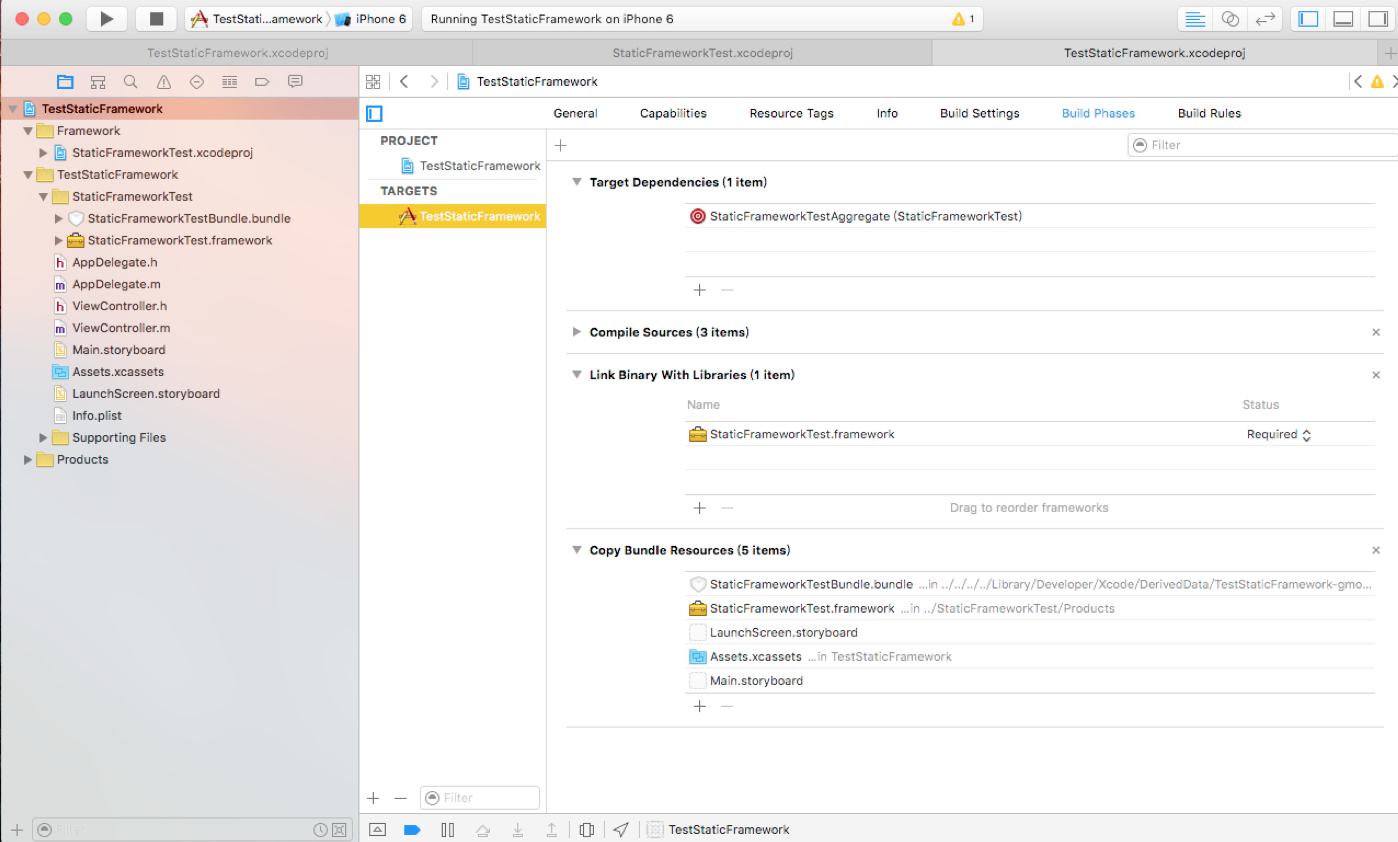 TestStati...amework
iPhone 6
Running TestStaticFramework on iPhone 6
1
TestStaticFramework.xcodeproj
StaticFrameworkTest.xcodeproj
TestStaticFramework.xcodeproj
TestStaticFramework
TestStaticFramework
Framework
StaticFrameworkTest.xcodeproj
TestStaticFramework
StaticFrameworkTest
StaticFrameworkTestBundle.bundle
StaticFrameworkTest.framework
h AppDelegate.h
m AppDelegate.m
h ViewController.h
m ViewController.m
Main.storyboard
Assets.xcassets
LaunchScreen.storyboard
Info.plist
Supporting Files
Products
Filter
General Capabilities Resource Tags Info Build Settings Build Phases Build Rules
PROJECT
TestStaticFramework
TARGETS
TestStaticFramework
Filter
Filter
Target Dependencies (1 item)
StaticFrameworkTestAggregate (StaticFrameworkTest)
Compile Sources (3 items)
Link Binary With Libraries (1 item)
Name Status
StaticFrameworkTest.framework Required
Drag to reorder frameworks
Copy Bundle Resources (5 items)
StaticFrameworkTestBundle.bundle ...in ../../../../Library/Developer/Xcode/DerivedData/TestStaticFramework-gmo...
StaticFrameworkTest.framework ...in ../StaticFrameworkTest/Products
LaunchScreen.storyboard
Assets.xcassets ...in TestStaticFramework
Main.storyboard
TestStaticFramework